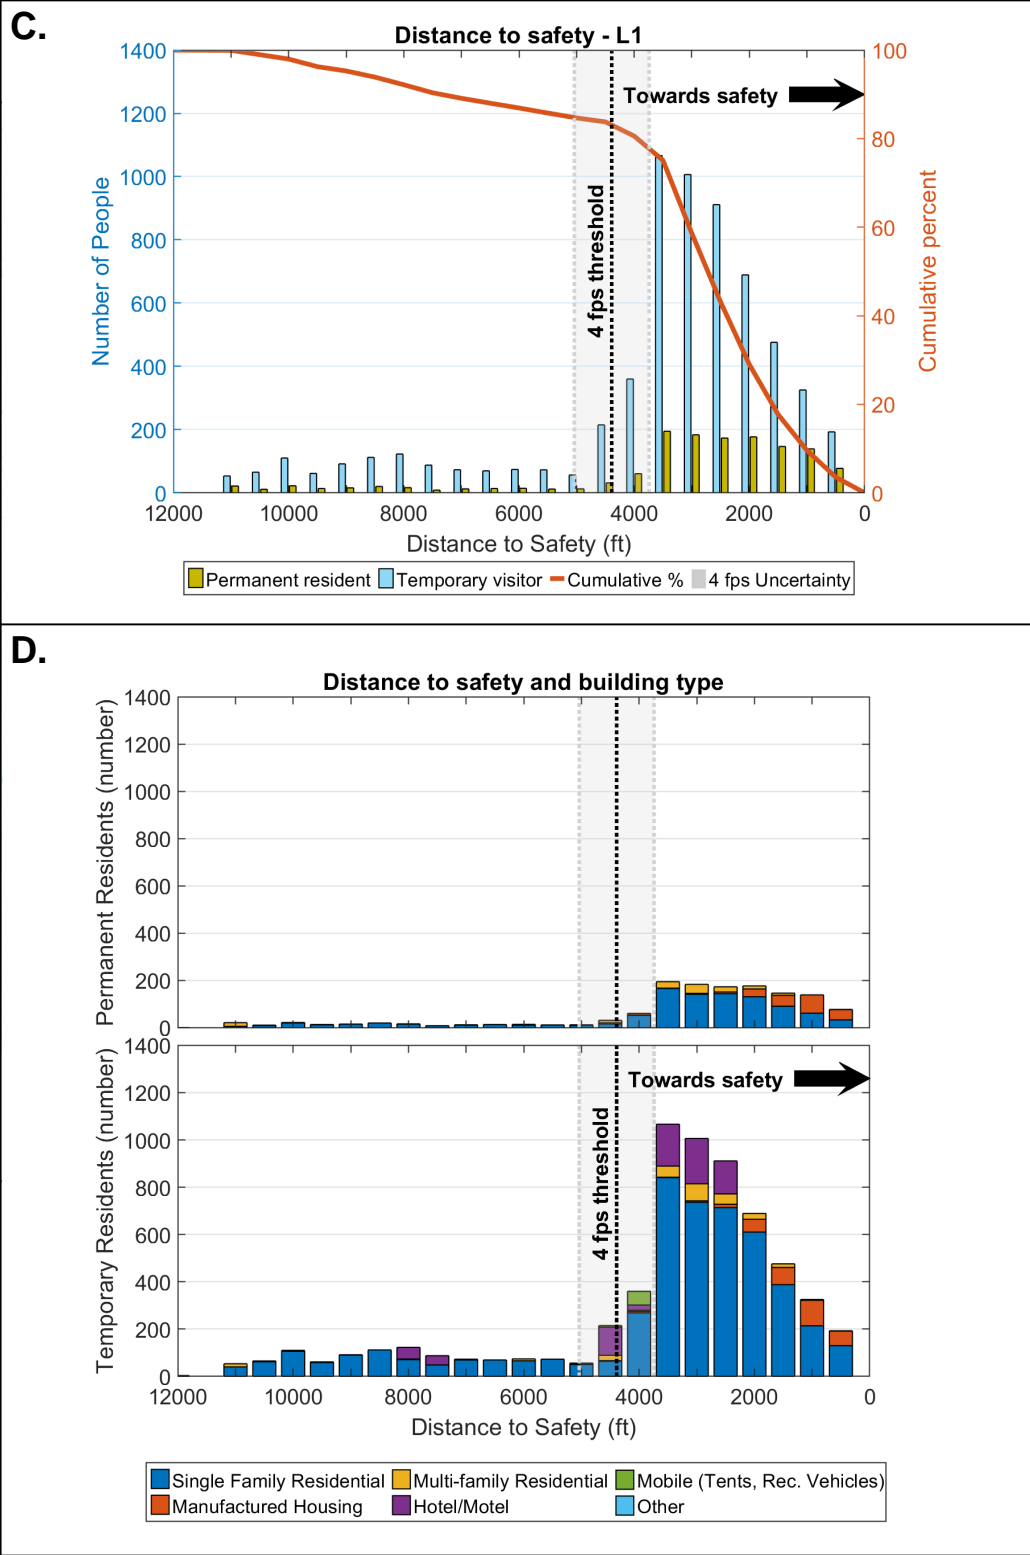 C.
Distance to safety - L1
1400
1200
1000
800
600
400
200
0
Number of People
100
80
60
40
20
0
Cumulative percent
Towards safety
4 fps threshold
12000 10000 8000 6000 4000 2000 0
Distance to Safety (ft)
Permanent resident Temporary visitor Cumulative % 4 fps Uncertainty
D.
Distance to safety and building type
1400
1200
1000
800
600
400
200
0
Permanent Residents (number)
1400
1200
1000
800
600
400
200
0
Temporary Residents (number)
Towards safety
4 fps threshold
12000 10000 8000 6000 4000 2000 0
Distance to Safety (ft)
Single Family Residential Multi-family Residential Mobile (Tents, Rec. Vehicles)
Manufactured Housing Hotel/Motel Other